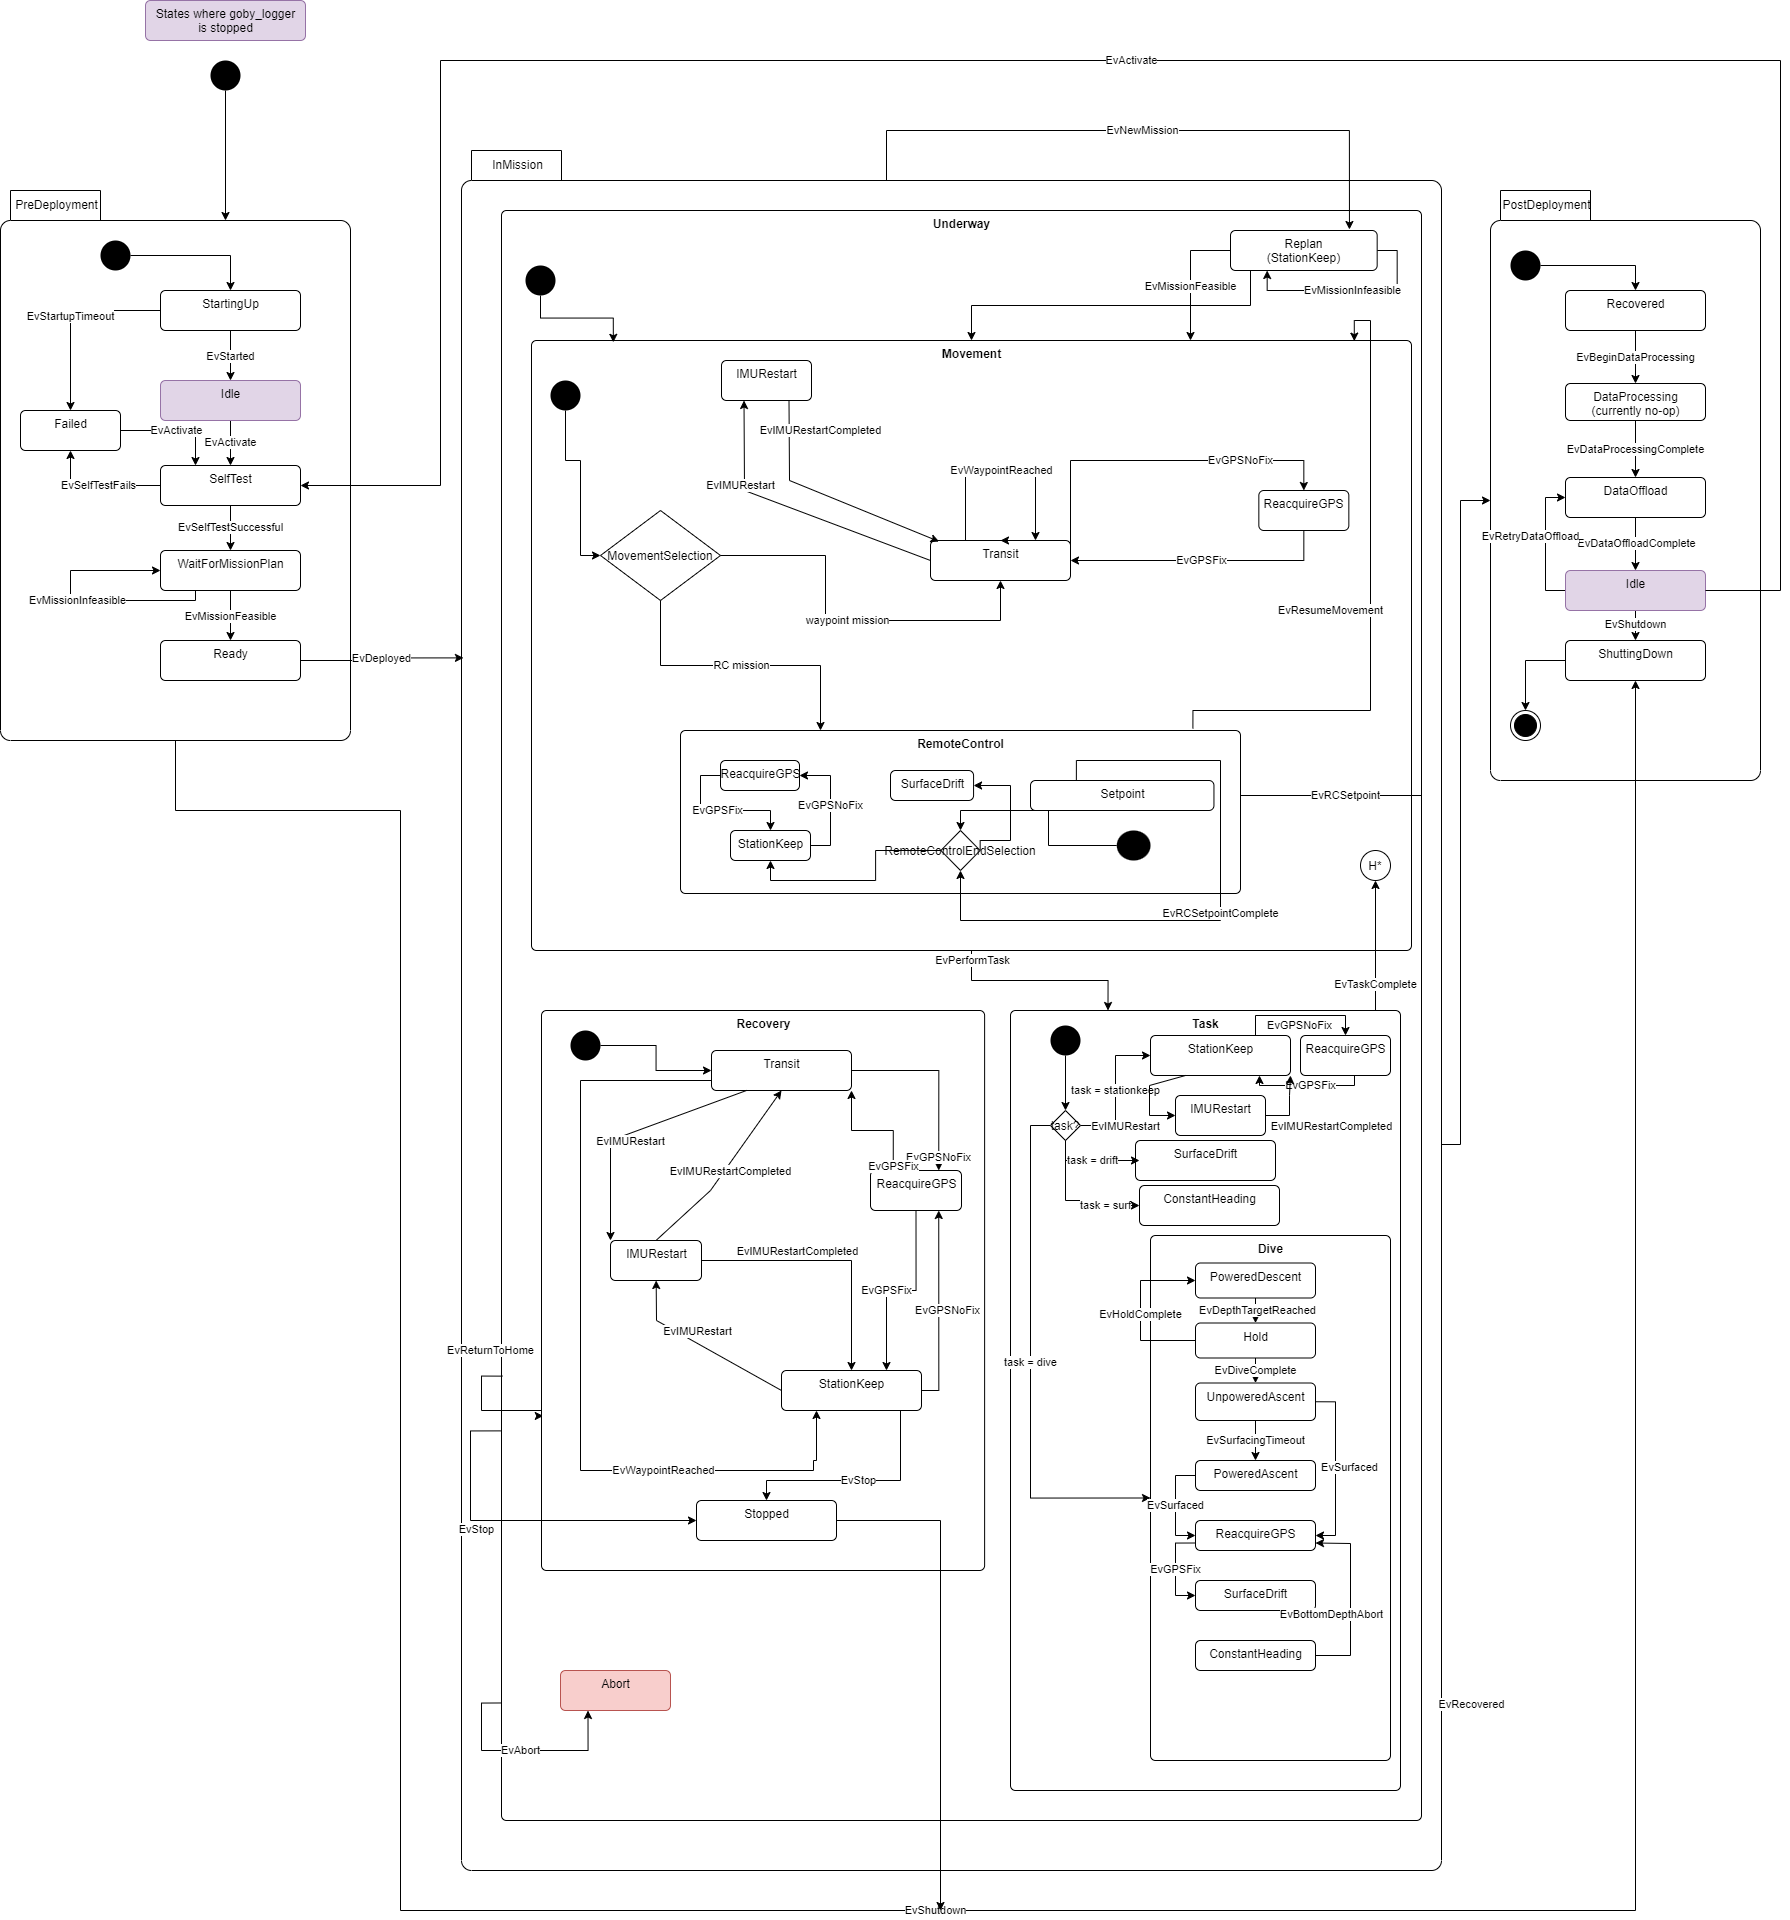 States where goby_logger
is stopped
EvActivate
EvNewMission
InMission
PreDeployment
StartingUp
EvStartupTimeout
EvStarted
Idle
Failed
EvActivate
EvActivate
SelfTest
EvSelfTestFails
EvSelfTestSuccessful
WaitForMissionPlan
EvMissionInfeasible
EvMissionFeasible
Ready
EvDeployed
Underway
Replan
(StationKeep)
EvMissionFeasible
EvMissionInfeasible
Movement
IMURestart
EvIMURestartCompleted
EvIMURestart
EvWaypointReached
EvGPSNoFix
ReacquireGPS
Transit
EvGPSFix
MovementSelection
waypoint mission
RC mission
EvResumeMovement
RemoteControl
ReacquireGPS
EvGPSFix
EvGPSNoFix
StationKeep
SurfaceDrift
Setpoint
RemoteControlEndSelection
EvRCSetpoint
EvRCSetpointComplete
H*
EvPerformTask
EvTaskComplete
Recovery
Transit
EvIMURestart
EvIMURestartCompleted
EvGPSNoFix
EvGPSFix
ReacquireGPS
IMURestart
EvIMURestartCompleted
EvGPSFix
EvGPSNoFix
EvIMURestart
StationKeep
EvReturnToHome
EvWaypointReached
EvStop
Stopped
EvStop
Abort
EvAbort
Task
EvGPSNoFix
StationKeep
ReacquireGPS
EvGPSFix
task = stationkeep
IMURestart
task?
EvIMURestart
EvIMURestartCompleted
task = drift
SurfaceDrift
task = surf
ConstantHeading
task = dive
Dive
PoweredDescent
EvHoldComplete
EvDepthTargetReached
Hold
EvDiveComplete
UnpoweredAscent
EvSurfacingTimeout
EvSurfaced
PoweredAscent
EvSurfaced
ReacquireGPS
EvGPSFix
SurfaceDrift
EvBottomDepthAbort
ConstantHeading
EvRecovered
EvShutdown
PostDeployment
Recovered
EvBeginDataProcessing
DataProcessing
(currently no-op)
EvDataProcessingComplete
DataOffload
EvRetryDataOffload
EvDataOffloadComplete
Idle
EvShutdown
ShuttingDown